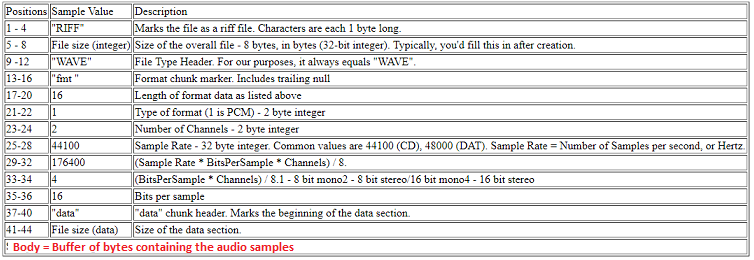 Positions Sample Value Description
1 - 4 "RIFF" Marks the file as a riff file. Characters are each 1 byte long.
5 - 8 File size (integer) Size of the overall file - 8 bytes, in bytes (32-bit integer). Typically, you'd fill this in after creation.
9 -12 "WAVE" File Type Header. For our purposes, it always equals "WAVE".
13-16 "fmt " Format chunk marker. Includes trailing null
17-20 16 Length of format data as listed above
21-22 1 Type of format (1 is PCM) - 2 byte integer
23-24 2 Number of Channels - 2 byte integer
25-28 44100 Sample Rate - 32 byte integer. Common values are 44100 (CD), 48000 (DAT). Sample Rate = Number of Samples per second, or Hertz.
29-32 176400 (Sample Rate * BitsPerSample * Channels) / 8.
33-34 4 (BitsPerSample * Channels) / 8.1 - 8 bit mono2 - 8 bit stereo/16 bit mono4 - 16 bit stereo
35-36 16 Bits per sample
37-40 "data" "data" chunk header. Marks the beginning of the data section.
41-44 File size (data) Size of the data section.
Body = Buffer of bytes containing the audio samples